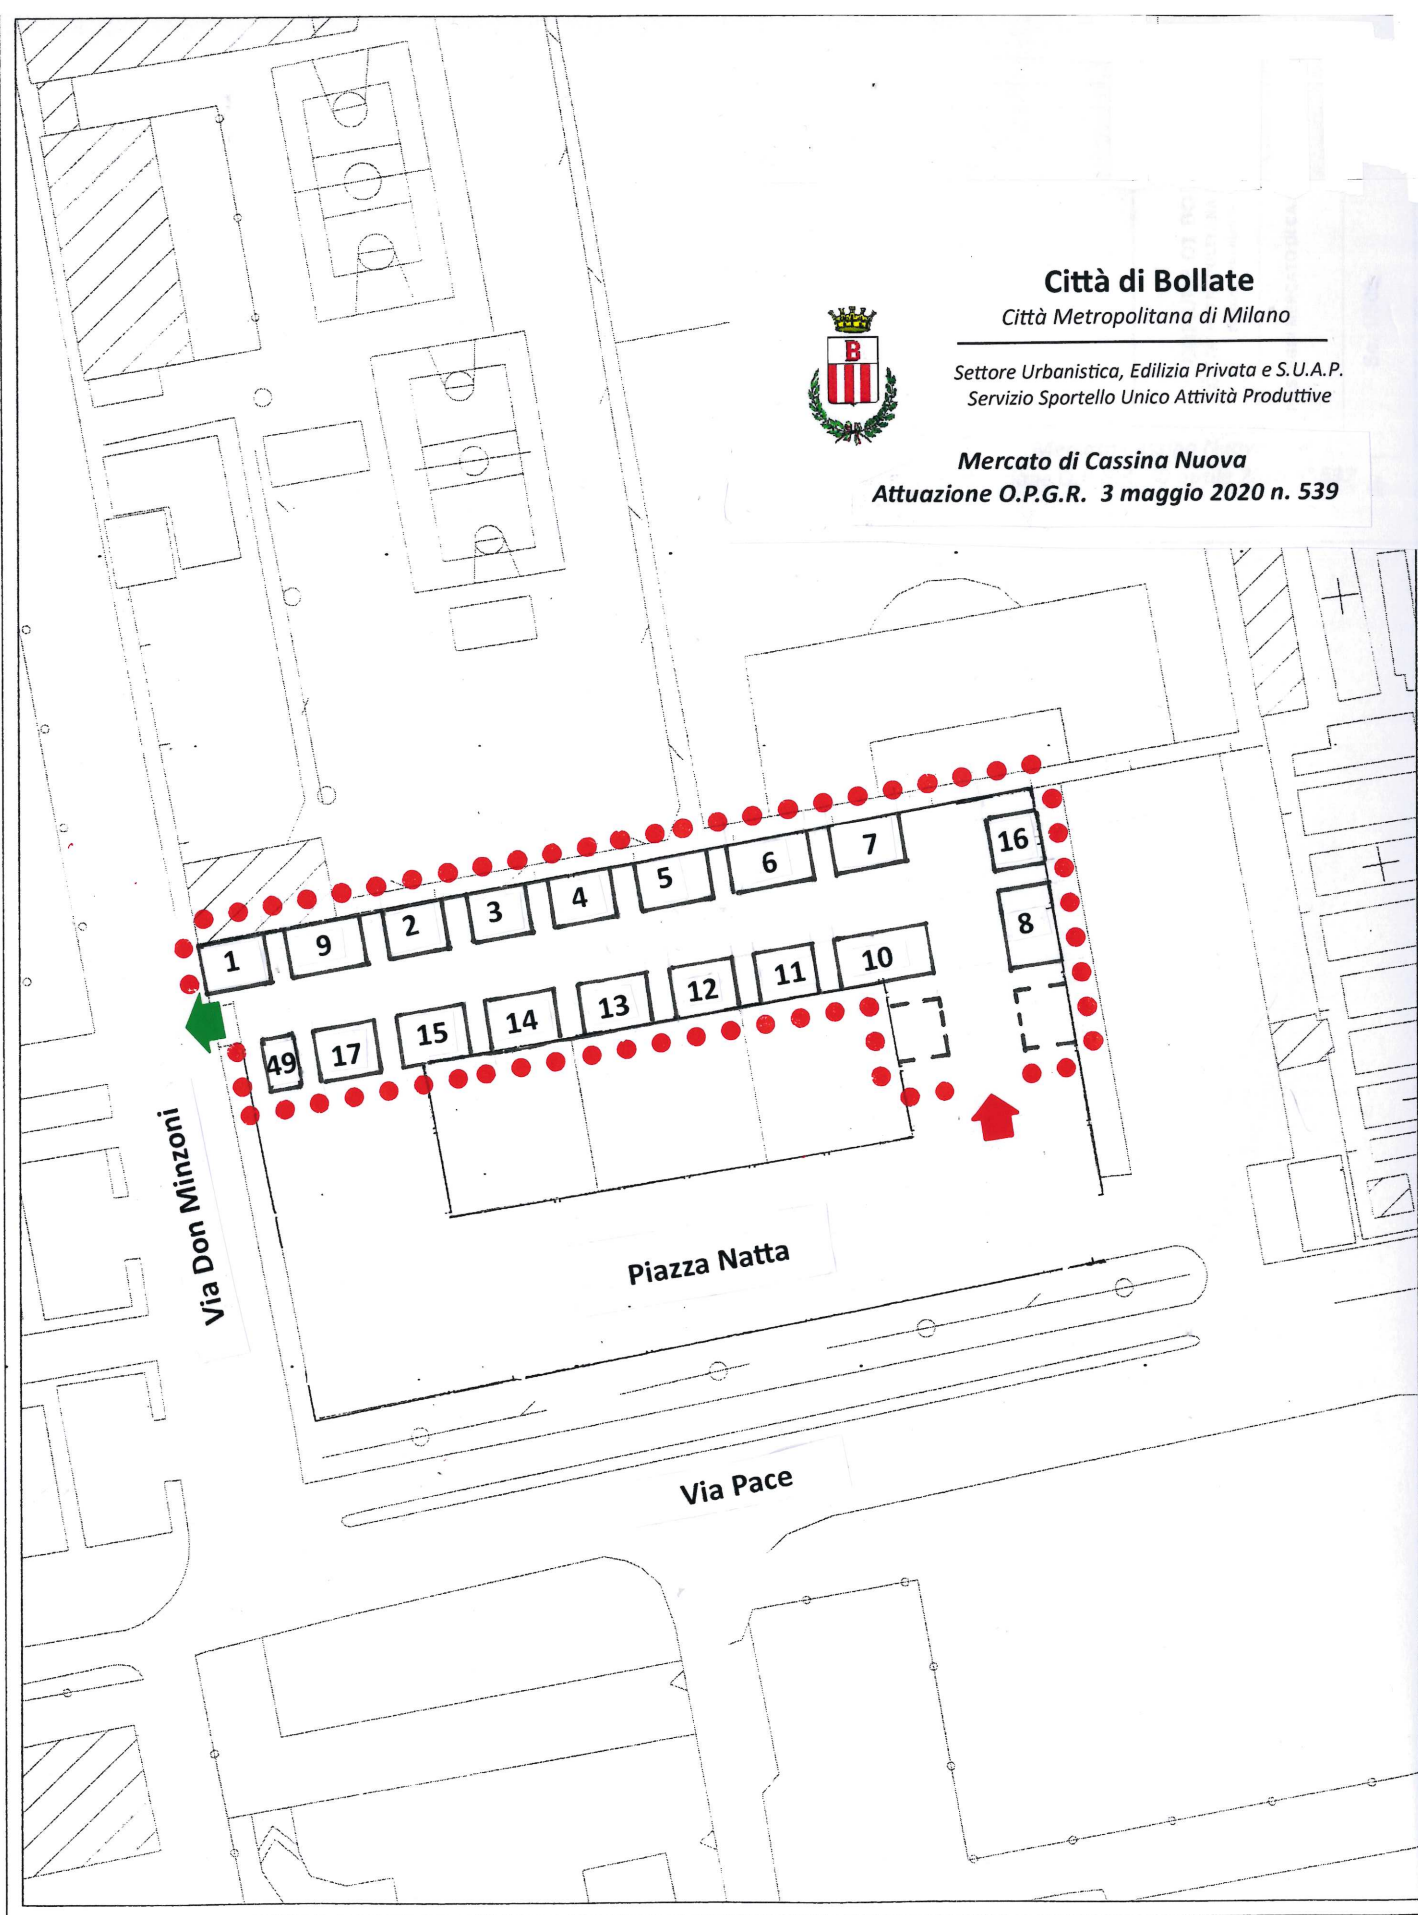 Città di Bollate
Città Metropolitana di Milano
B
Settore Urbanistica, Edilizia Privata e S.U.A.P.
Servizio Sportello Unico Attività Produttive
Mercato di Cassina Nuova
Attuazione O.P.G.R. 3 maggio 2020 n. 539
1
9
2
3
4
5
6
7
16
8
49
17
15
14
13
12
11
10
Via Don Minzoni
Piazza Natta
Via Pace